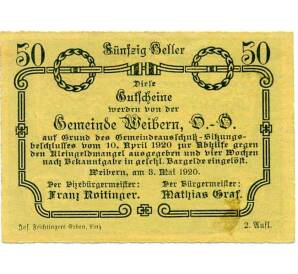 50 Fünfzig Heller 50
Diese
Gutscheine
werden von der
Gemeinde Weibern, O.-Ö.
auf Grund des Gemeindeausschuß-Sitzungs-
beschlusses vom 10. April 1920 zur Abhilfe gegen
den Kleingeldmangel ausgegeben und vier Wochen
nach Bekanntgabe in gesetzl. Bargelde eingelöst.
Weibern, am 3. Mai 1920.
Der Vizebürgermeister: Der Bürgermeister:
Franz Roitinger. Mathias Graf.
Jos. Feichtingers Erben, Linz 2. Aufl.